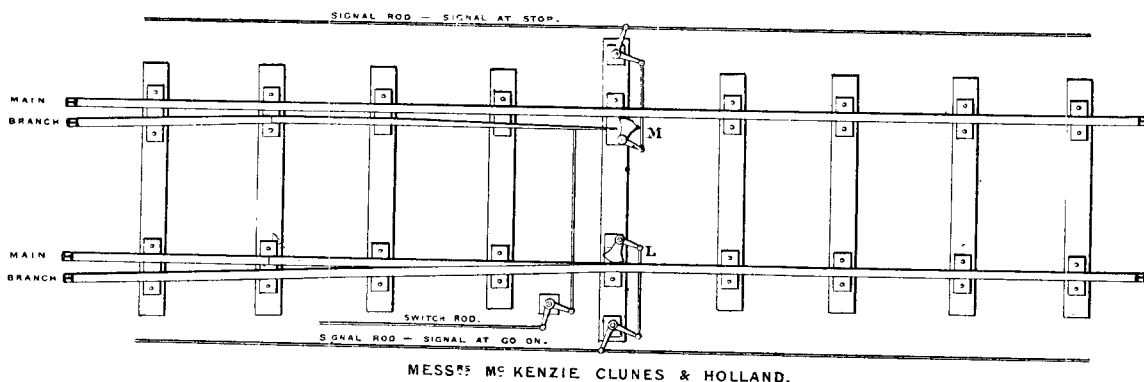 SIGNAL ROD — SIGNAL AT STOP.
MAIN
BRANCH
M
MAIN
L
BRANCH
SWITCH ROD.
SIGNAL ROD — SIGNAL AT GO ON.
MESSRS Mc KENZIE CLUNES & HOLLAND.